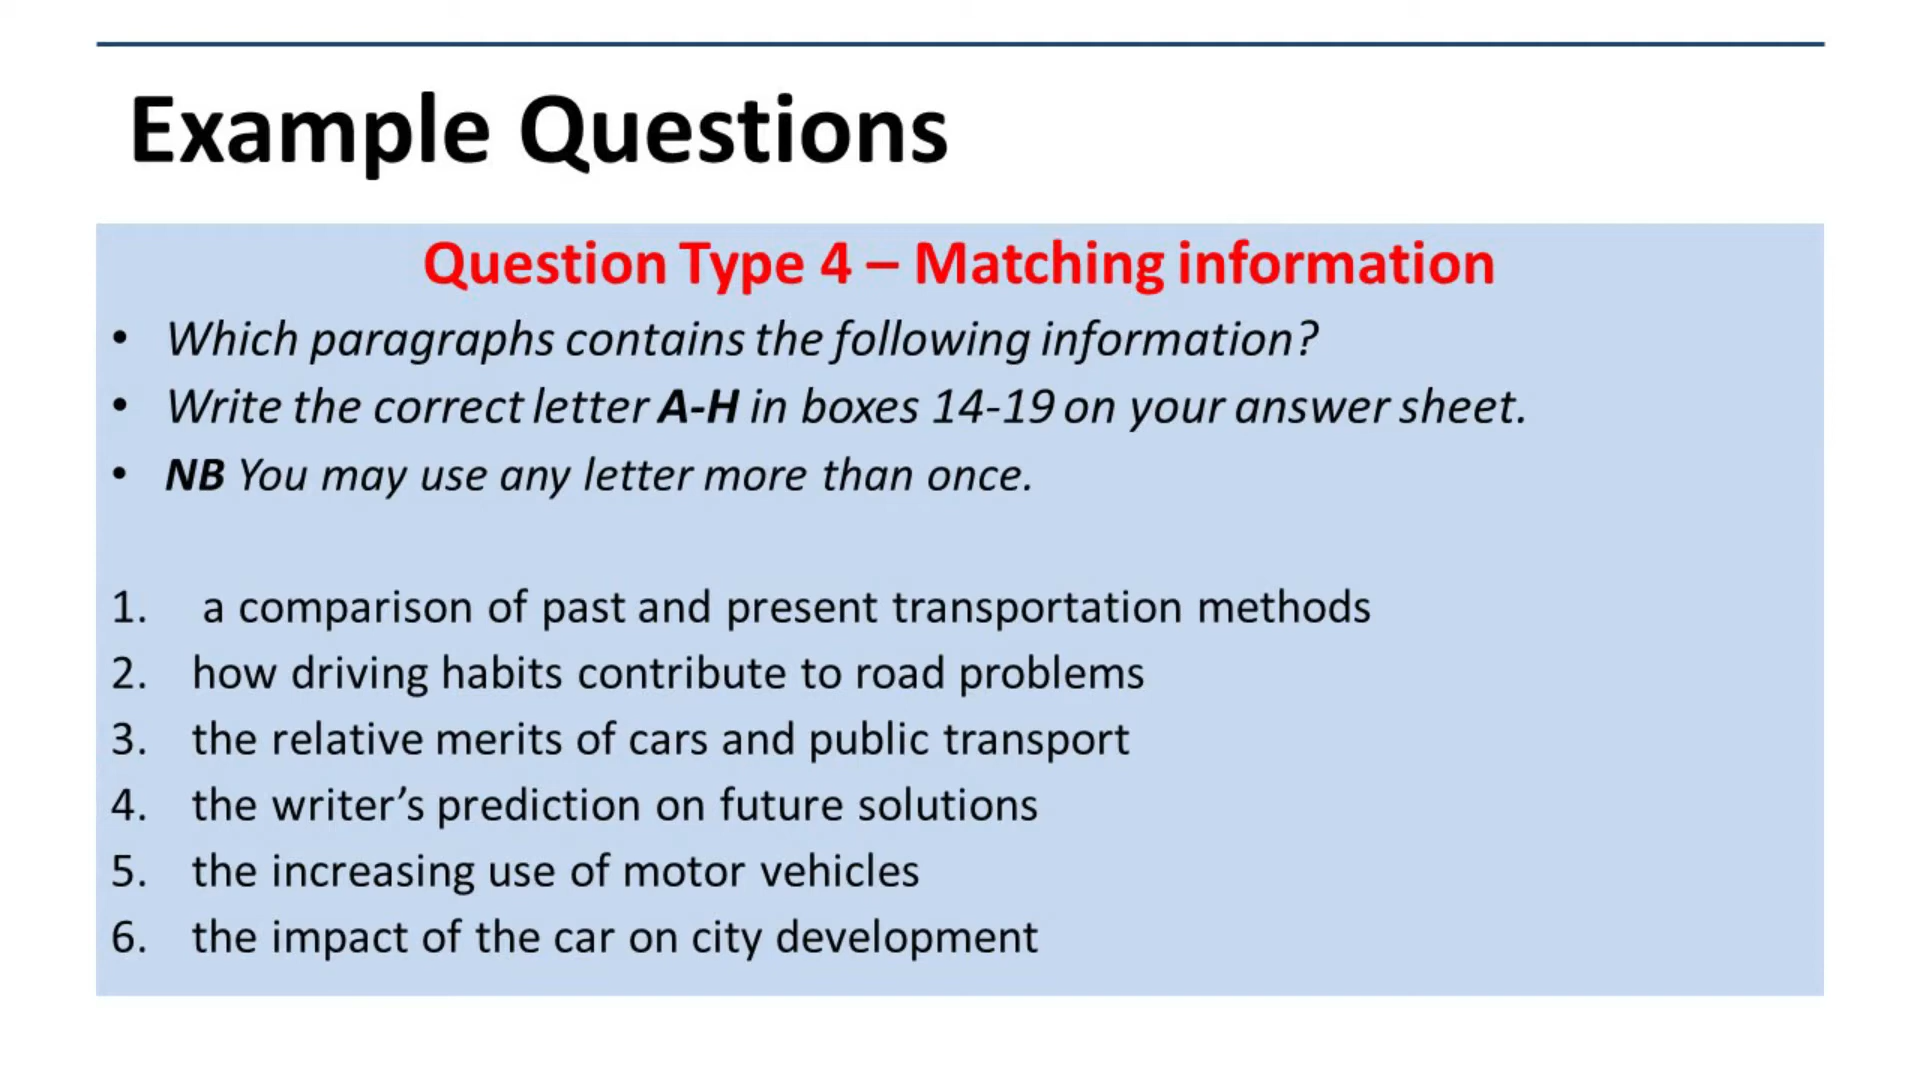 Example Questions
Question Type 4 – Matching information
• Which paragraphs contains the following information?
• Write the correct letter A-H in boxes 14-19 on your answer sheet.
• NB You may use any letter more than once.
1. a comparison of past and present transportation methods
2. how driving habits contribute to road problems
3. the relative merits of cars and public transport
4. the writer’s prediction on future solutions
5. the increasing use of motor vehicles
6. the impact of the car on city development